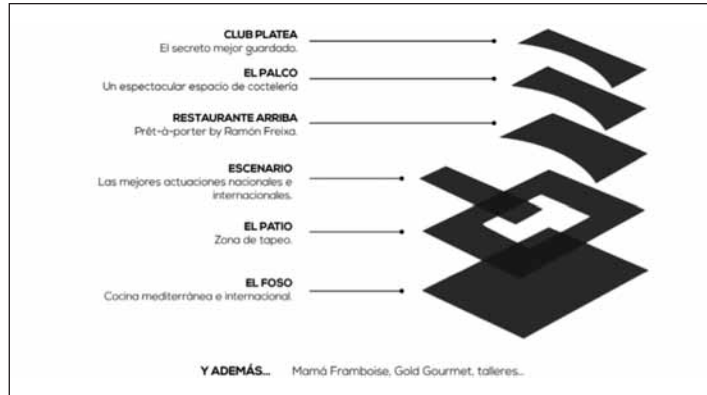 CLUB PLATEA
El secreto mejor guardado.
EL PALCO
Un espectacular espacio de coctelería
RESTAURANTE ARRIBA
Prêt-à-porter by Ramón Freixa.
ESCENARIO
Las mejores actuaciones nacionales e
internacionales.
EL PATIO
Zona de tapeo.
EL FOSO
Cocina mediterránea e internacional.
Y ADEMÁS... Mamá Framboise, Gold Gourmet, talleres...